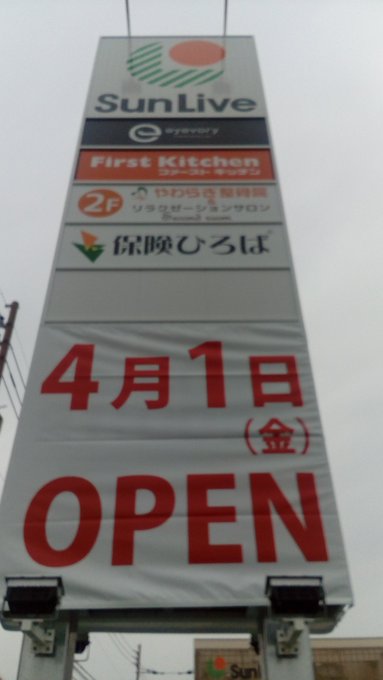 SunLive
eyevory
First Kitchen
ファーストキッチン
2F
やわらぎ整骨院
&
リラクゼーションサロン
保険ひろば
4月1日
(金)
OPEN
Sun